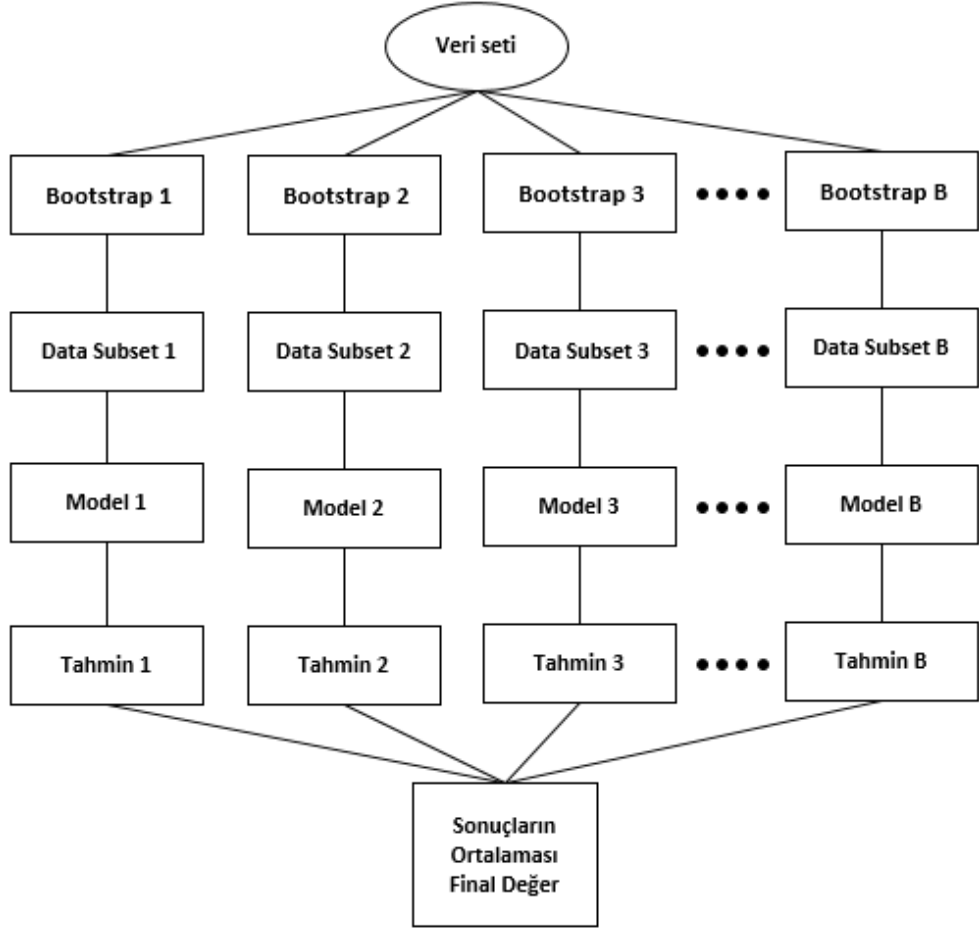 Veri seti
Bootstrap 1
Bootstrap 2
Bootstrap 3
Bootstrap B
Data Subset 1
Data Subset 2
Data Subset 3
Data Subset B
Model 1
Model 2
Model 3
Model B
Tahmin 1
Tahmin 2
Tahmin 3
Tahmin B
Sonuçların
Ortalaması
Final Değer